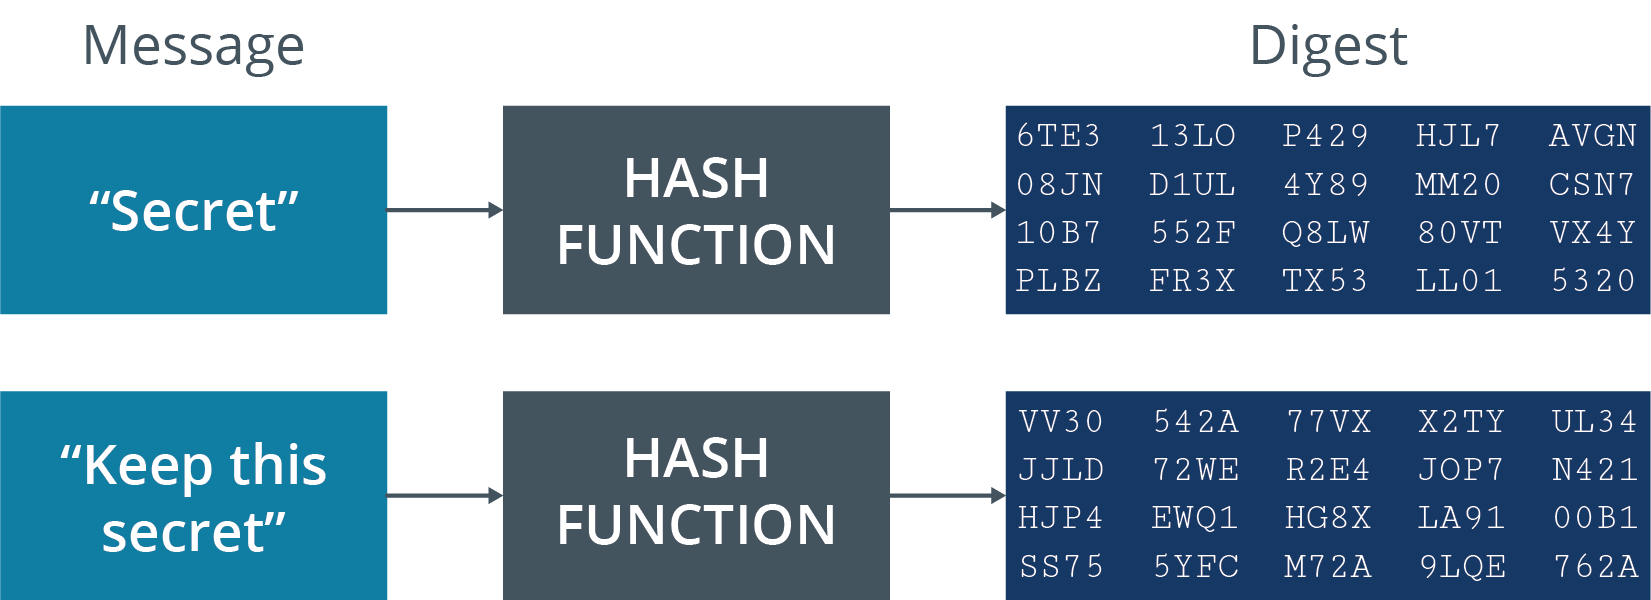 Message
Digest
“Secret”
HASH
FUNCTION
6TE3 13LO P429 HJL7 AVGN
08JN D1UL 4Y89 MM20 CSN7
10B7 552F Q8LW 80VT VX4Y
PLBZ FR3X TX53 LL01 5320
“Keep this
secret”
HASH
FUNCTION
VV30 542A 77VX X2TY UL34
JJLD 72WE R2E4 JOP7 N421
HJP4 EWQ1 HG8X LA91 00B1
SS75 5YFC M72A 9LQE 762A